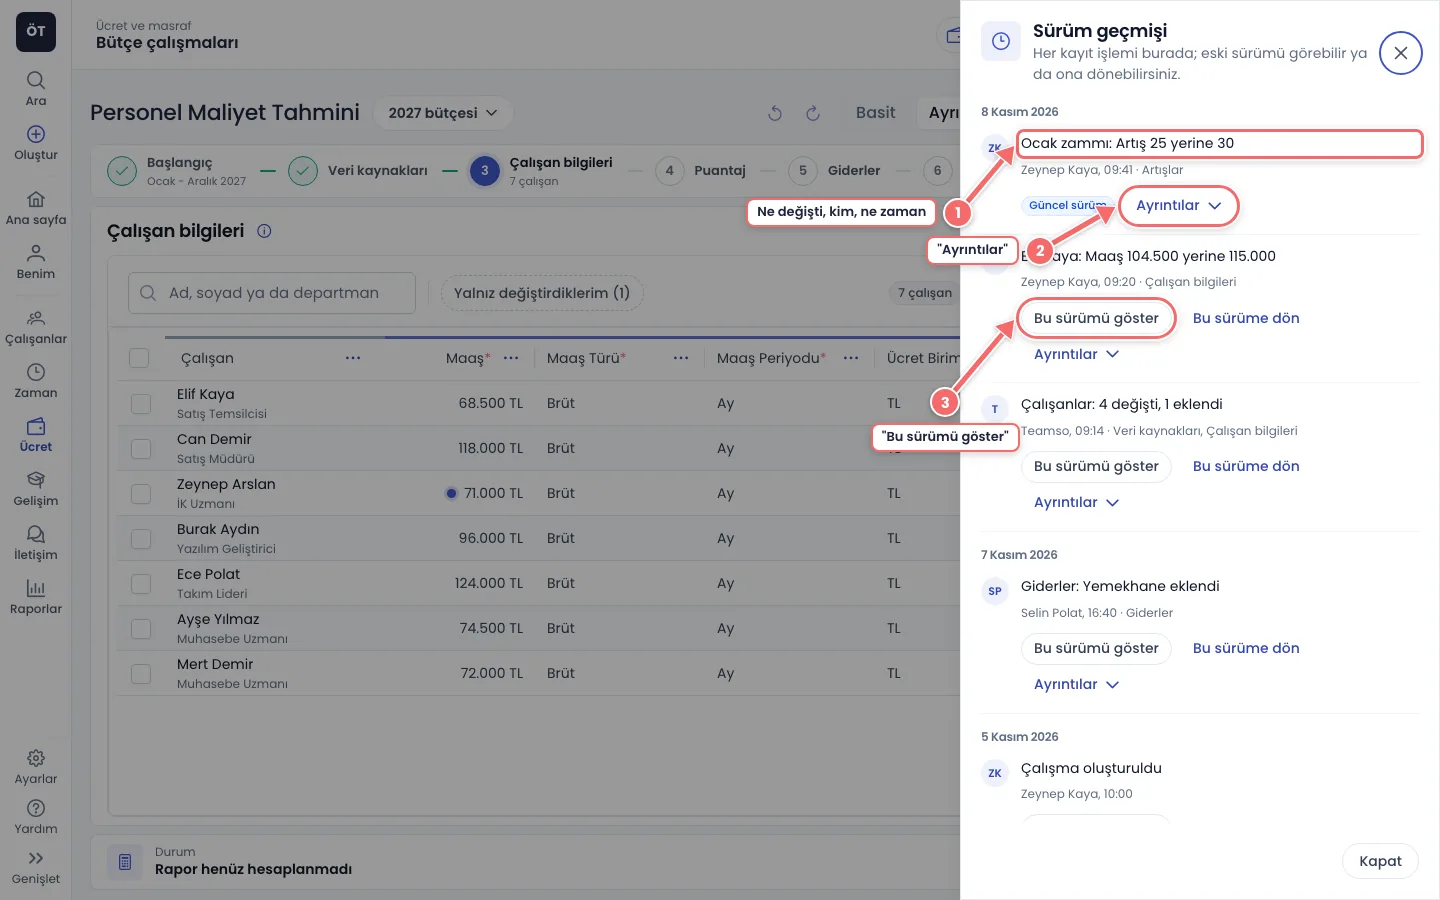 ÖT
Ara
Oluştur
Ana sayfa
Benim
Çalışanlar
Zaman
Ücret
Gelişim
İletişim
Raporlar
Ayarlar
Yardım
Genişlet
Ücret ve masraf
Bütçe çalışmaları
Personel Maliyet Tahmini
2027 bütçesi
Basit
Ayrı
Başlangıç
Ocak - Aralık 2027
Veri kaynakları
3
Çalışan bilgileri
7 çalışan
4
Puantaj
5
Giderler
6
Çalışan bilgileri
Ad, soyad ya da departman
Yalnız değiştirdiklerim (1)
7 çalışan
Çalışan
Maaş*
Maaş Türü*
Maaş Periyodu*
Ücret Birim
Elif Kaya
Satış Temsilcisi
68.500 TL
Brüt
Ay
TL
Can Demir
Satış Müdürü
118.000 TL
Brüt
Ay
Zeynep Arslan
İK Uzmanı
71.000 TL
Brüt
Ay
TL
Burak Aydın
Yazılım Geliştirici
96.000 TL
Brüt
Ay
TL
Ece Polat
Takım Lideri
124.000 TL
Brüt
Ay
TL
Ayşe Yılmaz
Muhasebe Uzmanı
74.500 TL
Brüt
Ay
TL
Mert Demir
Muhasebe Uzmanı
72.000 TL
Brüt
Ay
TL
Durum
Rapor henüz hesaplanmadı
Sürüm geçmişi
Her kayıt işlemi burada; eski sürümü görebilir ya
da ona dönebilirsiniz.
8 Kasım 2026
ZK
Ocak zammı: Artış 25 yerine 30
Zeynep Kaya, 09:41 · Artışlar
Güncel sürüm
Ayrıntılar
1
Ne değişti, kim, ne zaman
2
"Ayrıntılar"
Kaya: Maaş 104.500 yerine 115.000
Zeynep Kaya, 09:20 · Çalışan bilgileri
Bu sürümü göster
Bu sürüme dön
Ayrıntılar
3
"Bu sürümü göster"
T
Çalışanlar: 4 değişti, 1 eklendi
Teamso, 09:14 · Veri kaynakları, Çalışan bilgileri
Bu sürümü göster
Bu sürüme dön
Ayrıntılar
7 Kasım 2026
SP
Giderler: Yemekhane eklendi
Selin Polat, 16:40 · Giderler
Bu sürümü göster
Bu sürüme dön
Ayrıntılar
5 Kasım 2026
ZK
Çalışma oluşturuldu
Zeynep Kaya, 10:00
Kapat